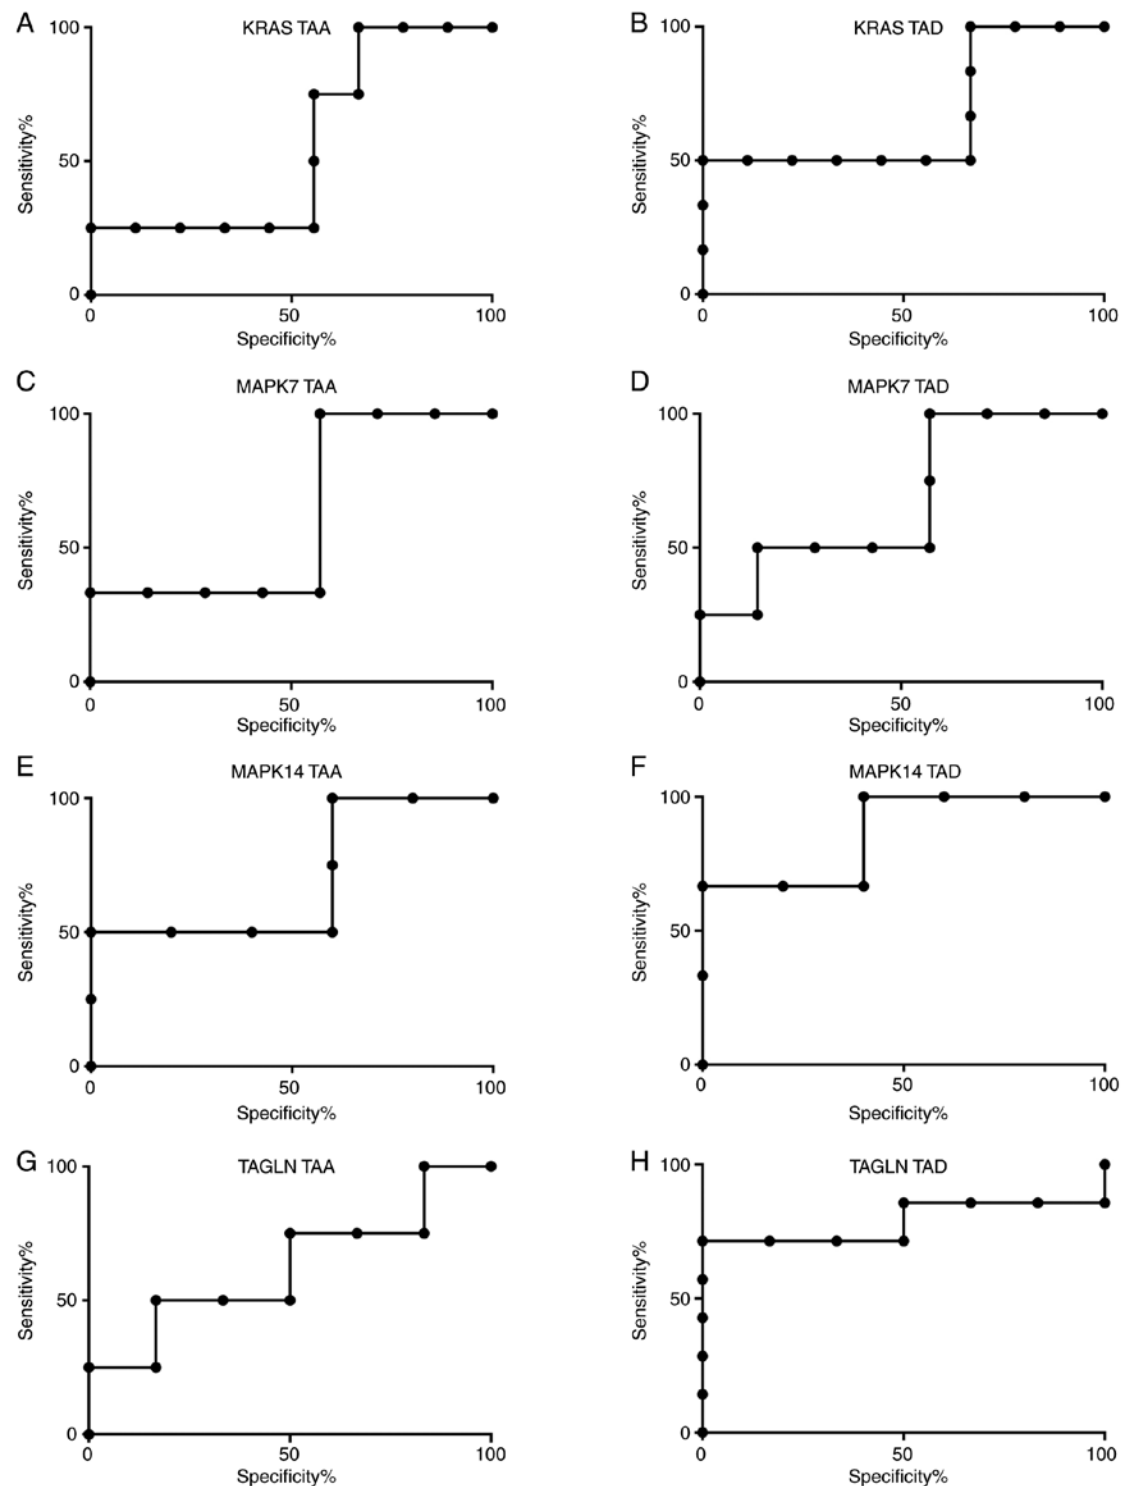 A KRAS TAA
100
50
0
Sensitivity%
0 50 100
Specificity%
B KRAS TAD
100
50
0
Sensitivity%
0 50 100
Specificity%
C MAPK7 TAA
100
50
0
Sensitivity%
0 50 100
Specificity%
D MAPK7 TAD
100
50
0
Sensitivity%
0 50 100
Specificity%
E MAPK14 TAA
100
50
0
Sensitivity%
0 50 100
Specificity%
F MAPK14 TAD
100
50
0
Sensitivity%
0 50 100
Specificity%
G TAGLN TAA
100
50
0
Sensitivity%
0 50 100
Specificity%
H TAGLN TAD
100
50
0
Sensitivity%
0 50 100
Specificity%